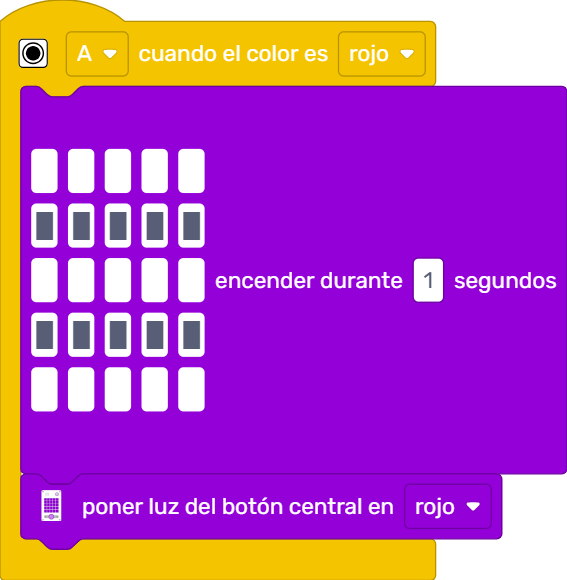 A cuando el color es rojo
encender durante 1 segundos
poner luz del botón central en rojo